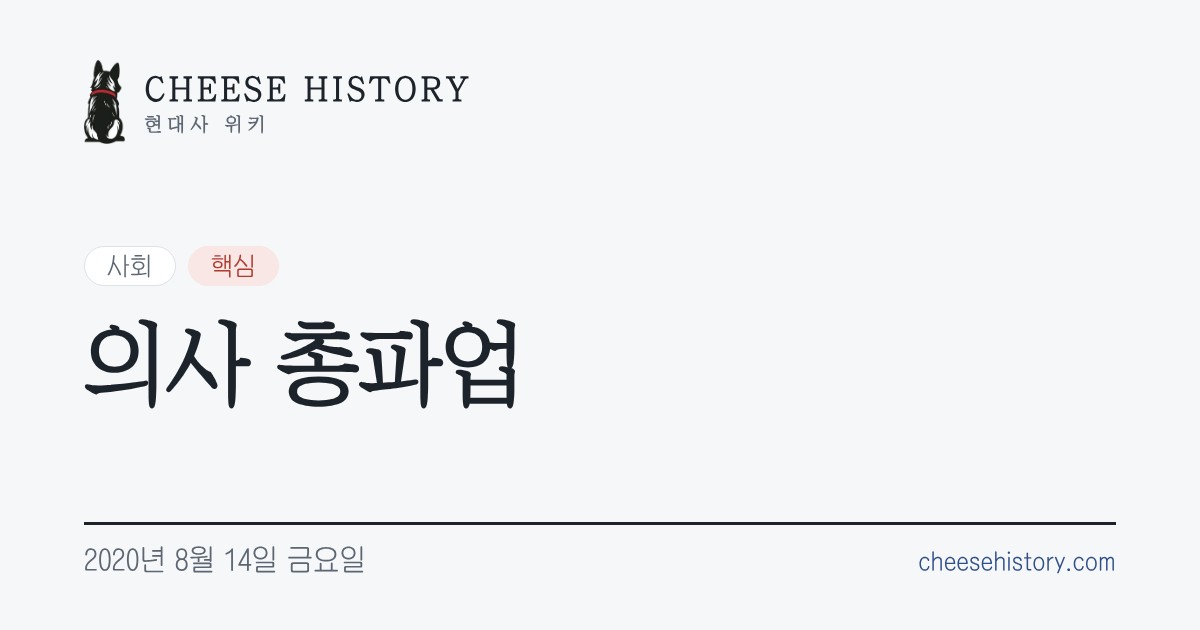 CHEESE HISTORY
현대사 위키
사회 핵심
의사 총파업
2020년 8월 14일 금요일
cheesehistory.com